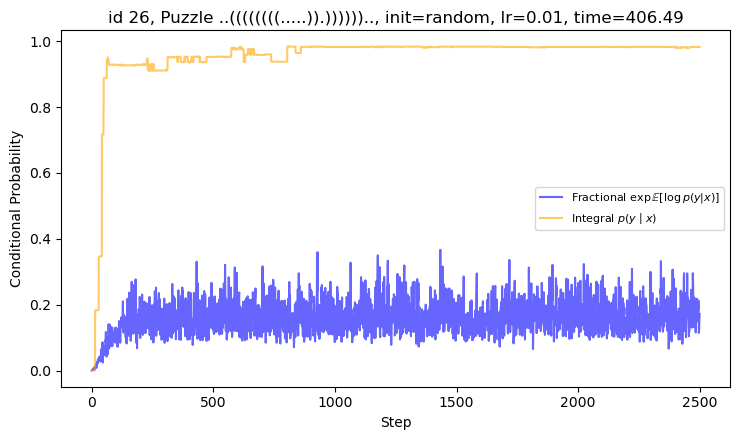 id 26, Puzzle ..((((((((.....)).)))))).., init=random, lr=0.01, time=406.49
Conditional Probability
1.0
0.8
0.6
0.4
0.2
0.0
Fractional exp𝔼[log p(y|x)]
Integral p(y | x)
0 500 1000 1500 2000 2500
Step